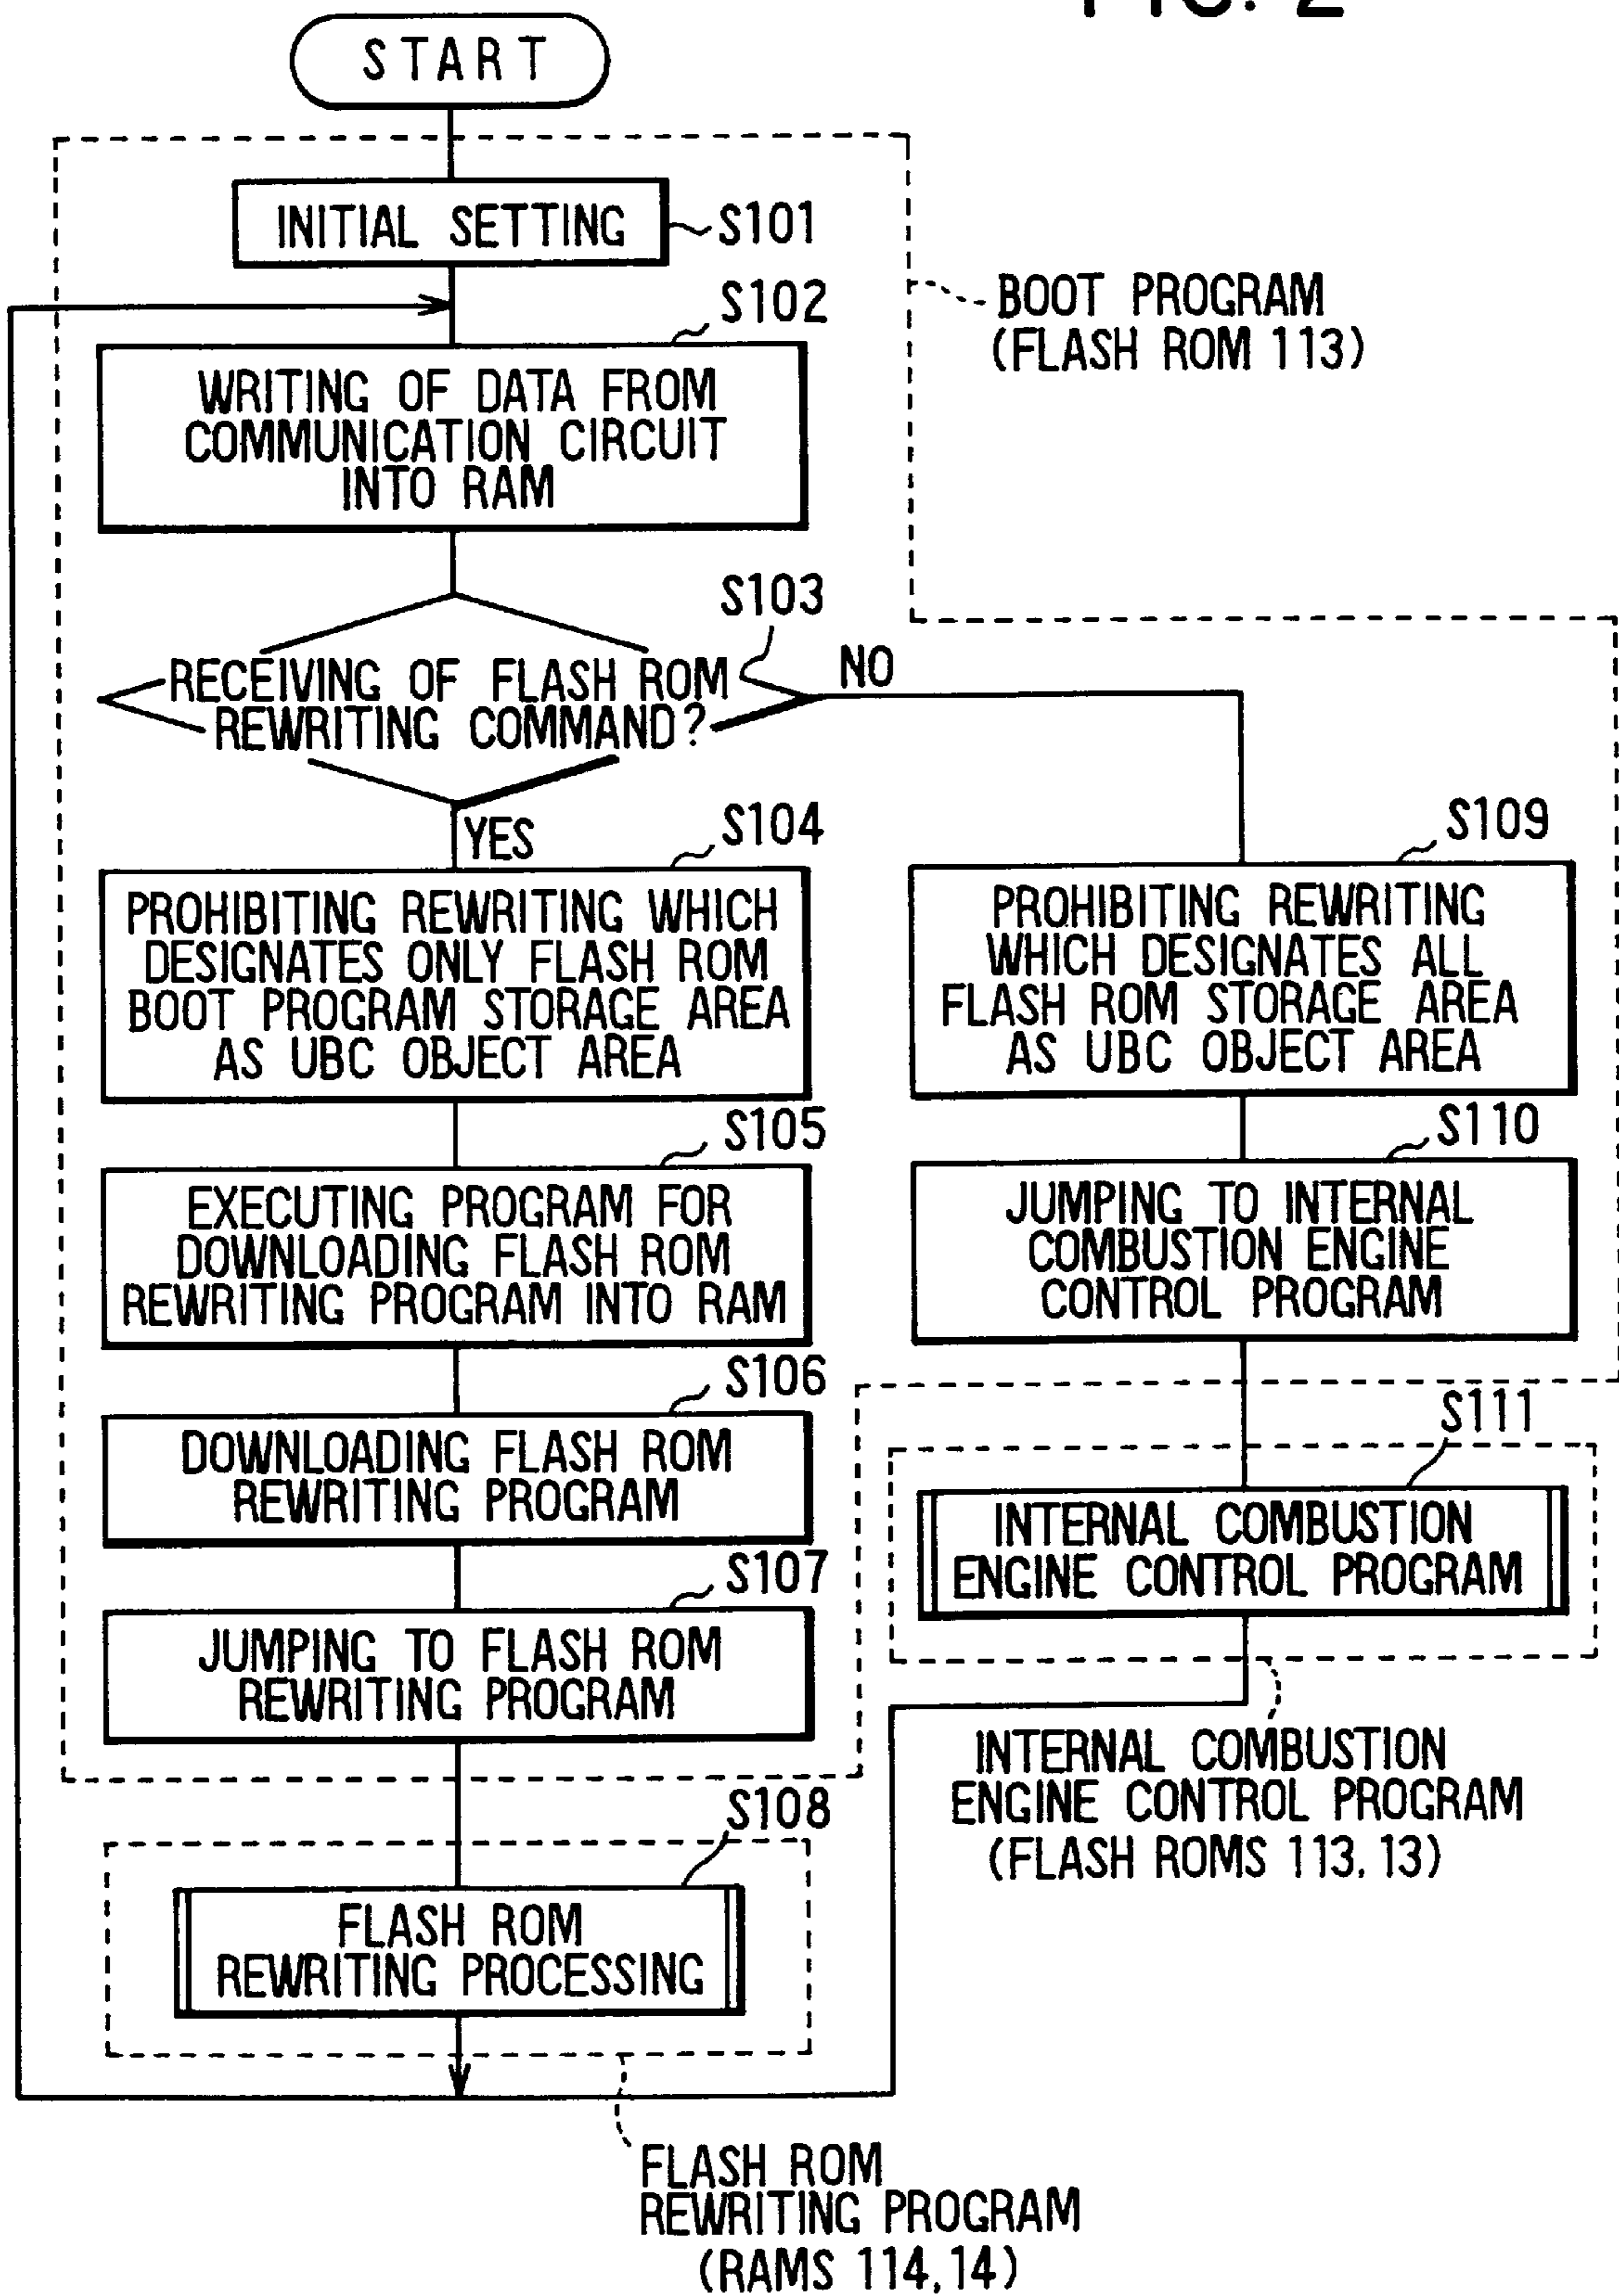 FIG. 2
START
INITIAL SETTING
S101
S102
BOOT PROGRAM
(FLASH ROM 113)
WRITING OF DATA FROM
COMMUNICATION CIRCUIT
INTO RAM
S103
RECEIVING OF FLASH ROM
REWRITING COMMAND?
NO
YES
S104
PROHIBITING REWRITING WHICH
DESIGNATES ONLY FLASH ROM
BOOT PROGRAM STORAGE AREA
AS UBC OBJECT AREA
S109
PROHIBITING REWRITING
WHICH DESIGNATES ALL
FLASH ROM STORAGE AREA
AS UBC OBJECT AREA
S105
EXECUTING PROGRAM FOR
DOWNLOADING FLASH ROM
REWRITING PROGRAM INTO RAM
S110
JUMPING TO INTERNAL
COMBUSTION ENGINE
CONTROL PROGRAM
S106
DOWNLOADING FLASH ROM
REWRITING PROGRAM
S111
INTERNAL COMBUSTION
ENGINE CONTROL PROGRAM
S107
JUMPING TO FLASH ROM
REWRITING PROGRAM
INTERNAL COMBUSTION
ENGINE CONTROL PROGRAM
(FLASH ROMS 113, 13)
S108
FLASH ROM
REWRITING PROCESSING
FLASH ROM
REWRITING PROGRAM
(RAMS 114, 14)